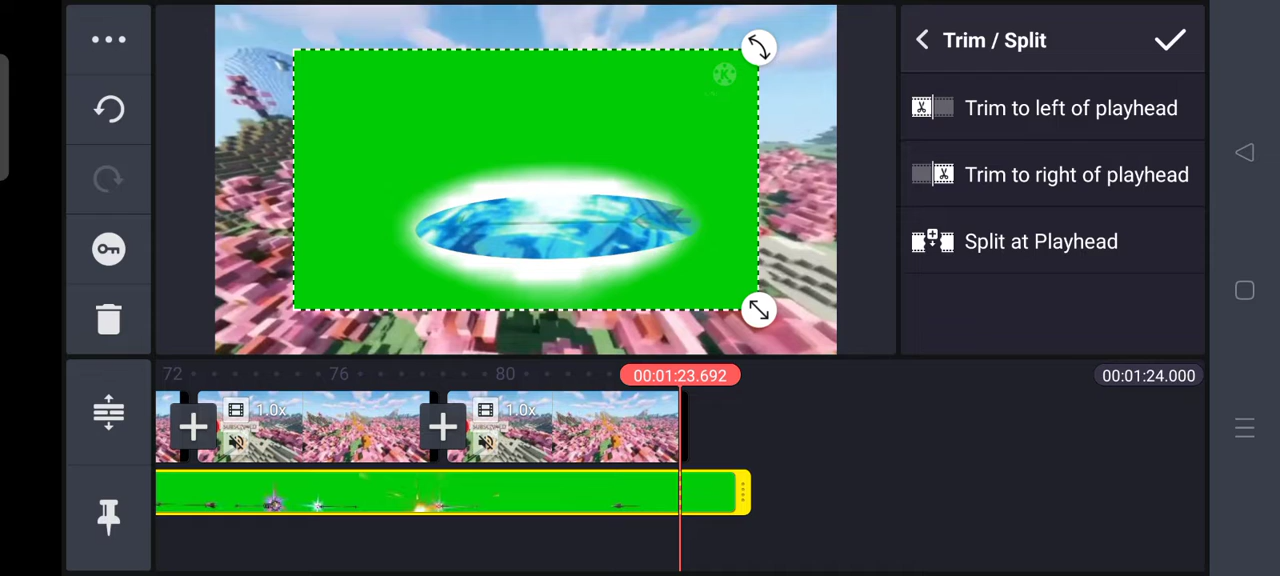 Trim / Split
Trim to left of playhead
Trim to right of playhead
Split at Playhead
K
72
76
80
00:01:23.692
00:01:24.000
1.0x
1.0x